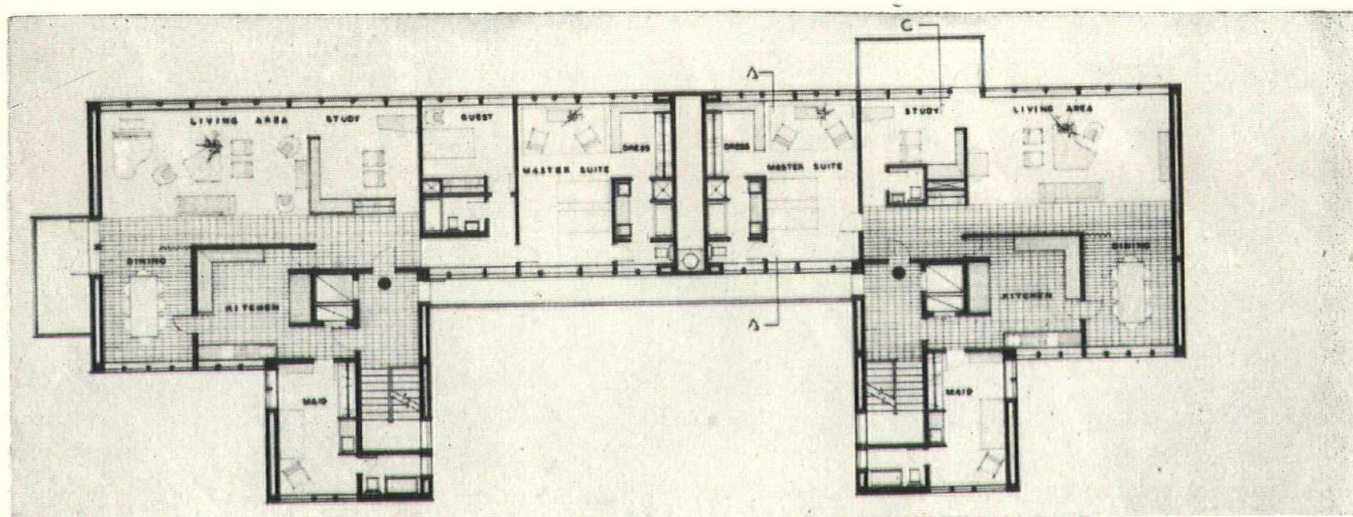 C
A
LIVING AREA STUDY GUEST DRESS MASTER SUITE
DRESS MASTER SUITE STUDY LIVING AREA
DINING KITCHEN KITCHEN DINING
A
MAID MAID